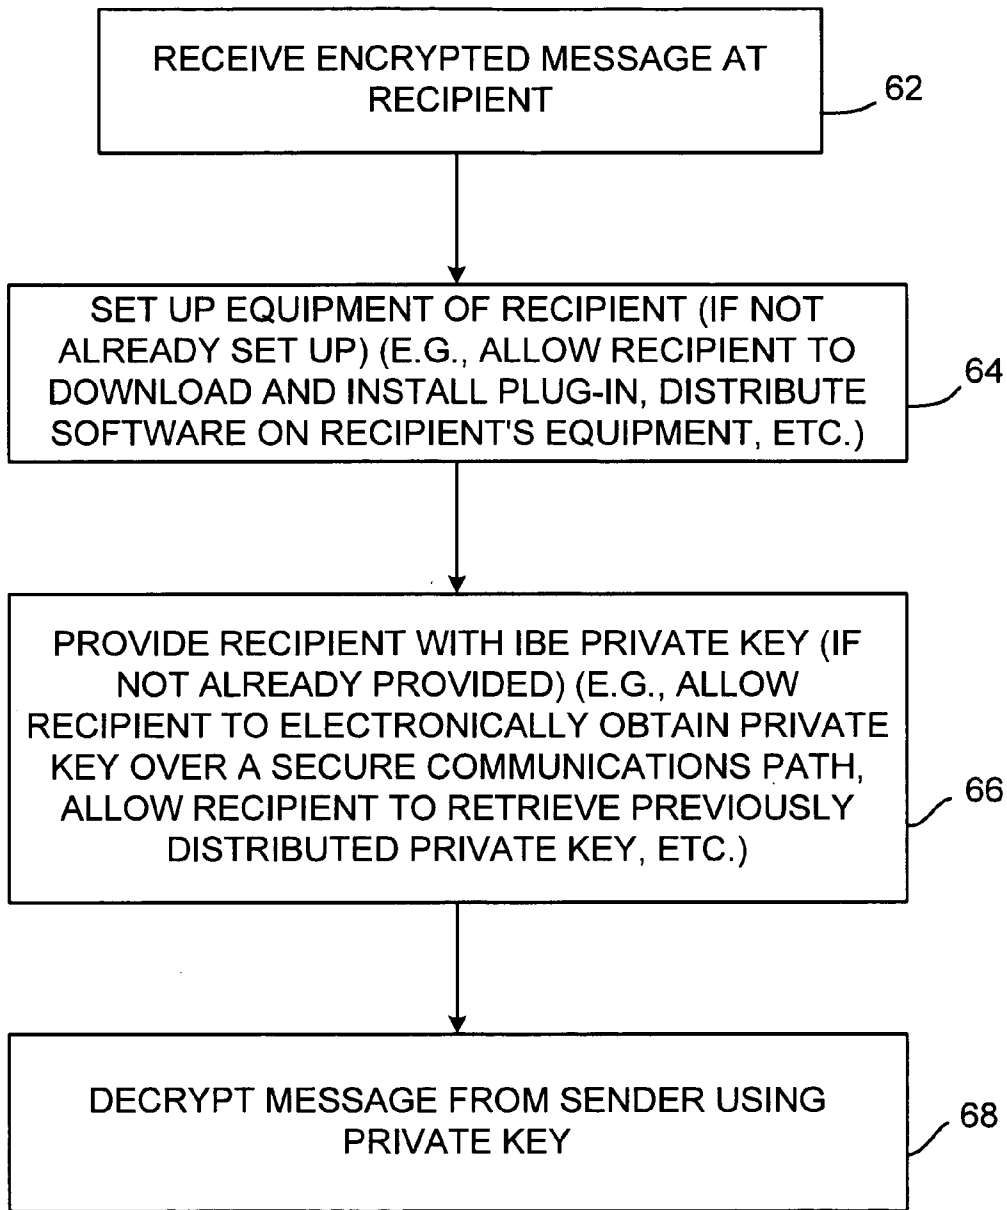 RECEIVE ENCRYPTED MESSAGE AT
RECIPIENT
62
SET UP EQUIPMENT OF RECIPIENT (IF NOT
ALREADY SET UP) (E.G., ALLOW RECIPIENT TO
DOWNLOAD AND INSTALL PLUG-IN, DISTRIBUTE
SOFTWARE ON RECIPIENT'S EQUIPMENT, ETC.)
64
PROVIDE RECIPIENT WITH IBE PRIVATE KEY (IF
NOT ALREADY PROVIDED) (E.G., ALLOW
RECIPIENT TO ELECTRONICALLY OBTAIN PRIVATE
KEY OVER A SECURE COMMUNICATIONS PATH,
ALLOW RECIPIENT TO RETRIEVE PREVIOUSLY
DISTRIBUTED PRIVATE KEY, ETC.)
66
DECRYPT MESSAGE FROM SENDER USING
PRIVATE KEY
68